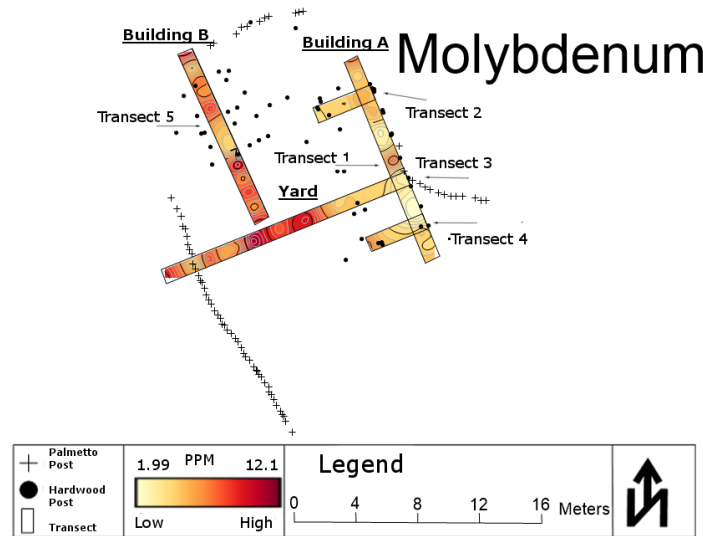 Building B
Building A
Molybdenum
Transect 2
Transect 5
Transect 1
Transect 3
Yard
Transect 4
Palmetto
Post
Hardwood
Post
Transect
1.99 PPM 12.1
Low High
Legend
0 4 8 12 16 Meters
N